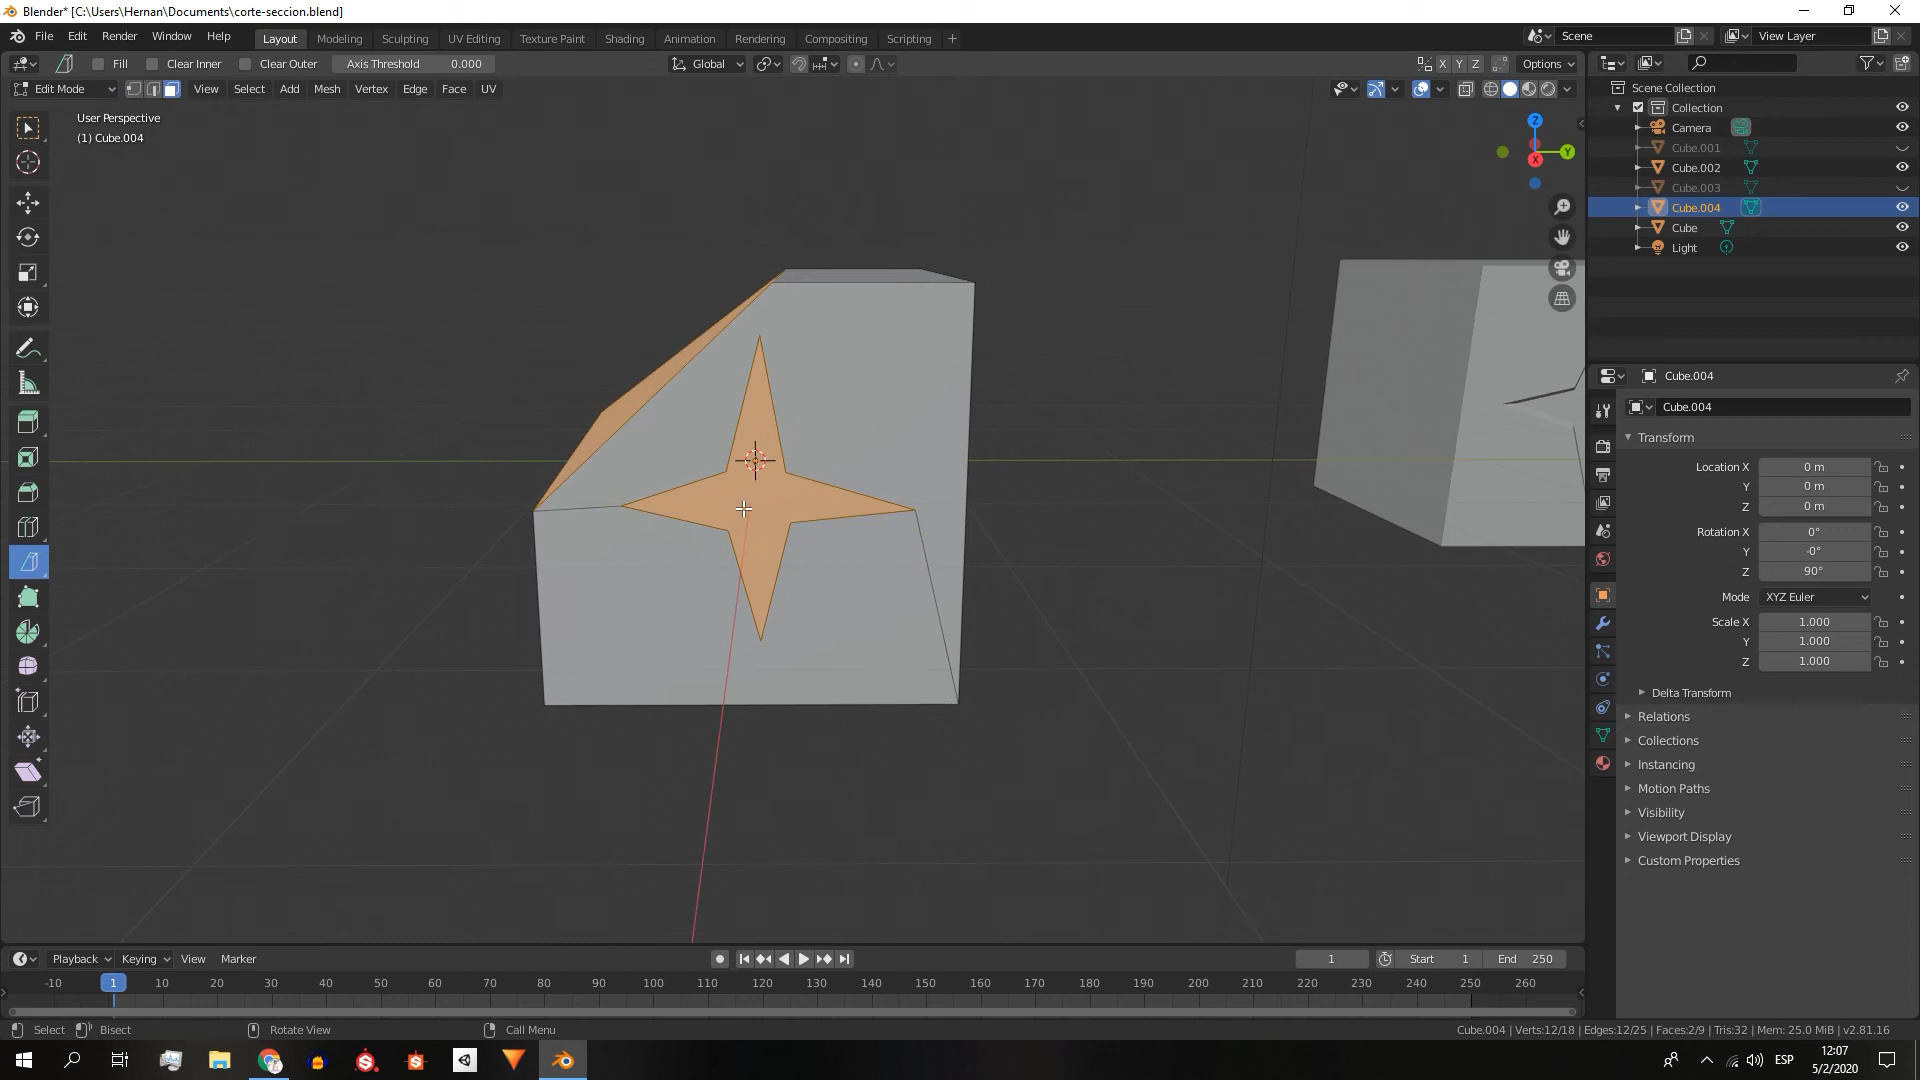 Blender* [C:\Users\Hernan\Documents\corte-seccion.blend]
File Edit Render Window Help Layout Modeling Sculpting UV Editing Texture Paint Shading Animation Rendering Compositing Scripting Scene View Layer
Fill Clear Inner Clear Outer Axis Threshold 0.000 Global X Y Z Options
Edit Mode View Select Add Mesh Vertex Edge Face UV
User Perspective
(1) Cube.004
Z
Y
X
Scene Collection
Collection
Camera
Cube.001
Cube.002
Cube.003
Cube.004
Cube
Light
Cube.004
Cube.004
Transform
Location X 0 m
Y 0 m
Z 0 m
Rotation X 0°
Y -0°
Z 90°
Mode XYZ Euler
Scale X 1.000
Y 1.000
Z 1.000
Delta Transform
Relations
Collections
Instancing
Motion Paths
Visibility
Viewport Display
Custom Properties
Playback Keying View Marker 1 Start 1 End 250
-10 1 10 20 30 40 50 60 70 80 90 100 110 120 130 140 150 160 170 180 190 200 210 220 230 240 250 260
Select Bisect Rotate View Call Menu Cube.004 | Verts:12/18 | Edges:12/25 | Faces:2/9 | Tris:32 | Mem: 25.0 MiB | v2.81.16
ESP
12:07
5/2/2020